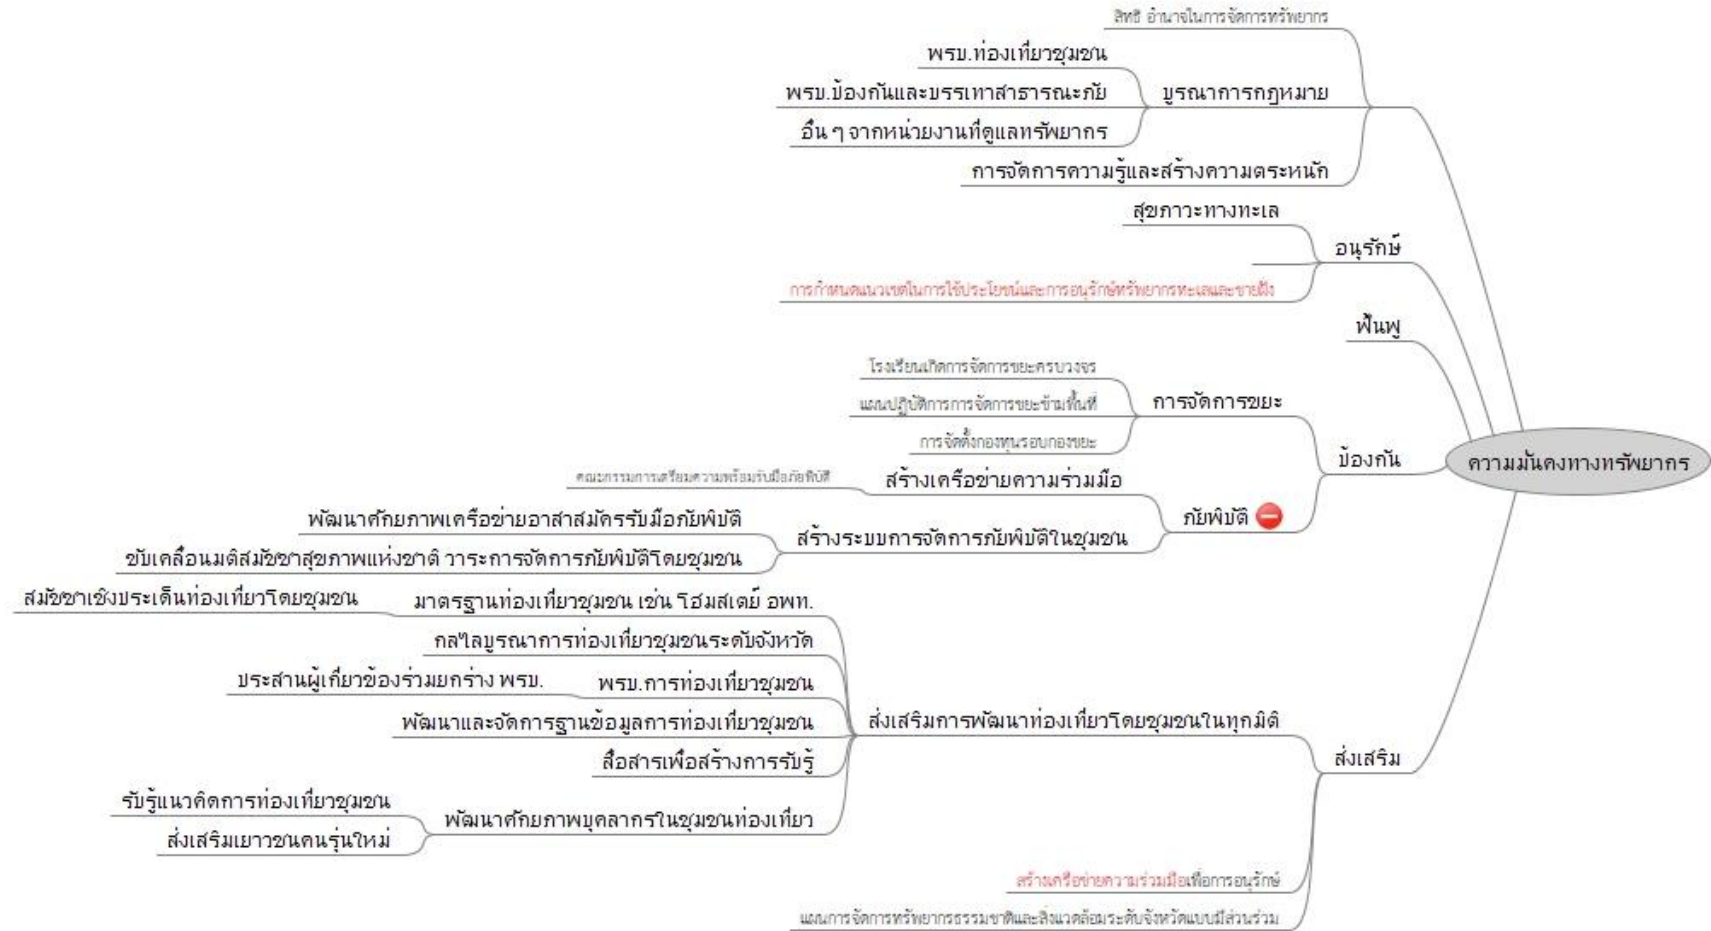 สิทธิ อำนาจในการจัดการทรัพยากร
พรบ.ท่องเที่ยวชุมชน
พรบ.ป้องกันและบรรเทาสาธารณะภัย
บูรณาการกฎหมาย
อื่น ๆ จากหน่วยงานที่ดูแลทรัพยากร
การจัดการความรู้และสร้างความตระหนัก
สุขภาวะทางทะเล
อนุรักษ์
การกำหนดแนวเขตในการใช้ประโยชน์และการอนุรักษ์ทรัพยากรทะเลและชายฝั่ง
ฟื้นฟู
โรงเรียนเกิดการจัดการขยะครบวงจร
แผนปฏิบัติการการจัดการขยะข้ามพื้นที่
การจัดการขยะ
การจัดตั้งกองทุนรอบกองขยะ
ป้องกัน
ความมั่นคงทางทรัพยากร
คณะกรรมการเตรียมความพร้อมรับมือภัยพิบัติ
สร้างเครือข่ายความร่วมมือ
ภัยพิบัติ
พัฒนาศักยภาพเครือข่ายอาสาสมัครรับมือภัยพิบัติ
สร้างระบบการจัดการภัยพิบัติในชุมชน
ขับเคลื่อนมติสมัชชาสุขภาพแห่งชาติ วาระการจัดการภัยพิบัติโดยชุมชน
สมัชชาเชิงประเด็นท่องเที่ยวโดยชุมชน
มาตรฐานท่องเที่ยวชุมชน เช่น โฮมสเตย์ อพท.
กลไลบูรณาการท่องเที่ยวชุมชนระดับจังหวัด
ประสานผู้เกี่ยวข้องร่วมยกร่าง พรบ.
พรบ.การท่องเที่ยวชุมชน
พัฒนาและจัดการฐานข้อมูลการท่องเที่ยวชุมชน
ส่งเสริมการพัฒนาท่องเที่ยวโดยชุมชนในทุกมิติ
สื่อสารเพื่อสร้างการรับรู้
ส่งเสริม
รับรู้แนวคิดการท่องเที่ยวชุมชน
พัฒนาศักยภาพบุคลากรในชุมชนท่องเที่ยว
ส่งเสริมเยาวชนคนรุ่นใหม่
สร้างเครือข่ายความร่วมมือเพื่อการอนุรักษ์
แผนการจัดการทรัพยากรธรรมชาติและสิ่งแวดล้อมระดับจังหวัดแบบมีส่วนร่วม